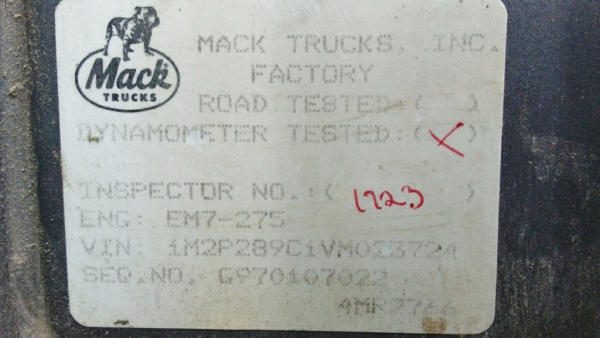 Mack
TRUCKS
MACK TRUCKS, INC.
FACTORY
ROAD TESTED:( )
DYNAMOMETER TESTED:(X)
INSPECTOR NO.:( 1723 )
ENG: EM7-275
VIN: 1M2P289C1VM023724
SEQ.NO. G970107022